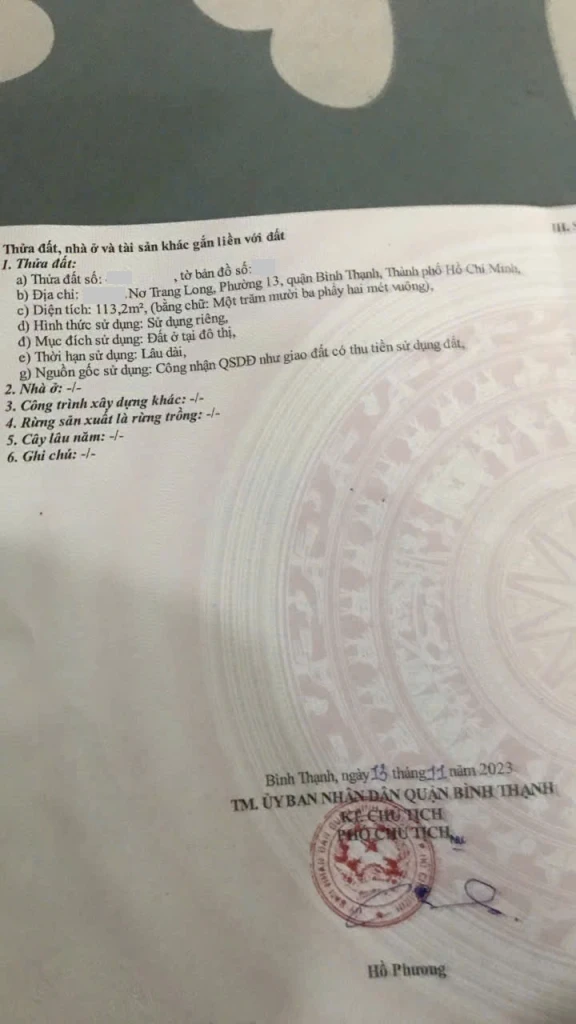 III. S
Thửa đất, nhà ở và tài sản khác gắn liền với đất
1. Thửa đất:
a) Thửa đất số: , tờ bản đồ số:
b) Địa chỉ: .Nơ Trang Long, Phường 13, quận Bình Thạnh, Thành phố Hồ Chí Minh,
c) Diện tích: 113,2m², (bằng chữ: Một trăm mười ba phẩy hai mét vuông),
d) Hình thức sử dụng: Sử dụng riêng,
đ) Mục đích sử dụng: Đất ở tại đô thị,
e) Thời hạn sử dụng: Lâu dài,
g) Nguồn gốc sử dụng: Công nhận QSDĐ như giao đất có thu tiền sử dụng đất,
2. Nhà ở: -/-
3. Công trình xây dựng khác: -/-
4. Rừng sản xuất là rừng trồng: -/-
5. Cây lâu năm: -/-
6. Ghi chú: -/-
Bình Thạnh, ngày 13 tháng 11 năm 2023
TM. ỦY BAN NHÂN DÂN QUẬN BÌNH THẠNH
KT. CHỦ TỊCH
PHÓ CHỦ TỊCH
Hồ Phương